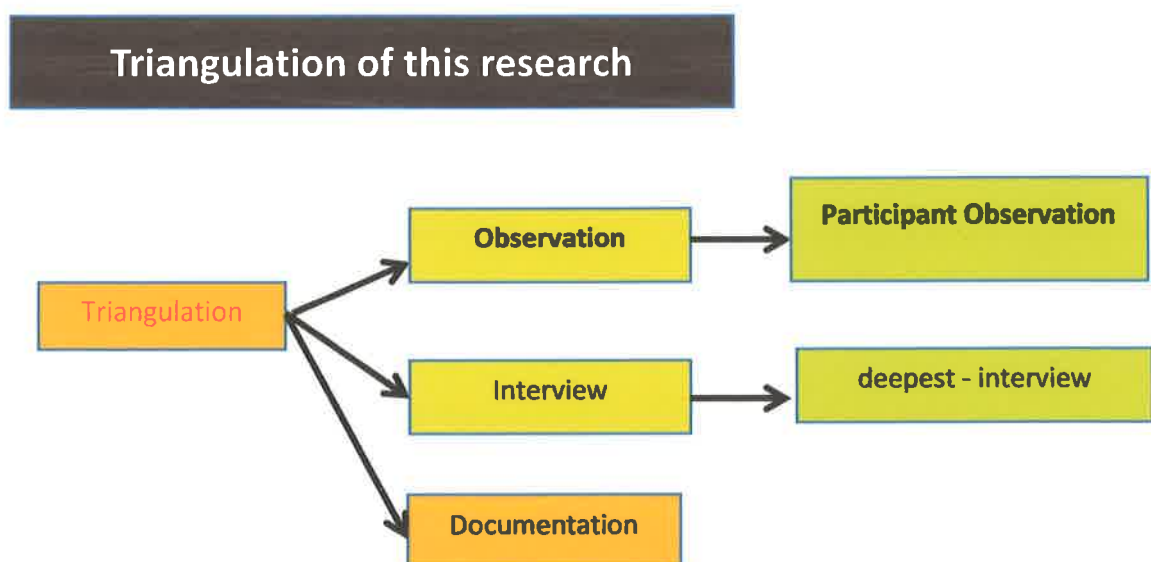 Triangulation of this research
Observation
Participant Observation
Triangulation
Interview
deepest - interview
Documentation